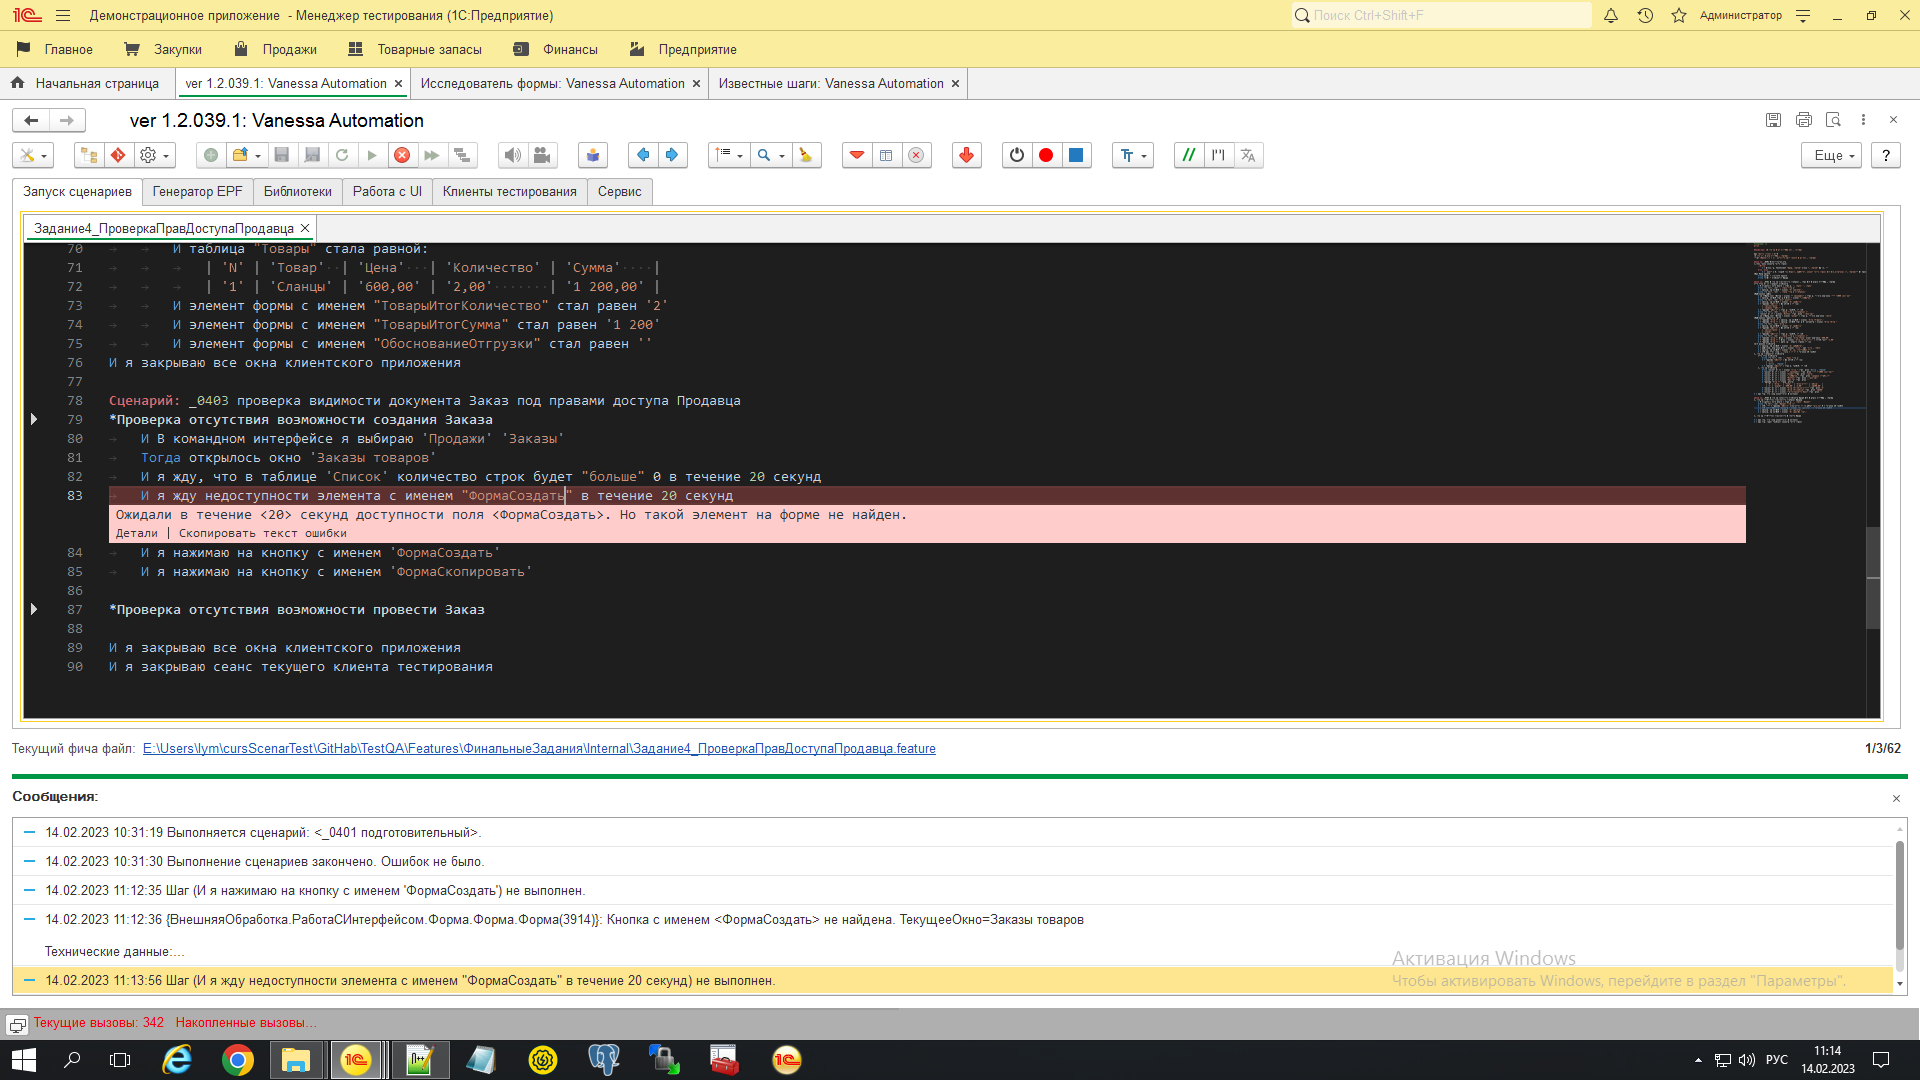 Демонстрационное приложение - Менеджер тестирования (1С:Предприятие)
Поиск Ctrl+Shift+F
Администратор
Главное
Закупки
Продажи
Товарные запасы
Финансы
Предприятие
Начальная страница
ver 1.2.039.1: Vanessa Automation
Исследователь формы: Vanessa Automation
Известные шаги: Vanessa Automation
ver 1.2.039.1: Vanessa Automation
Еще
?
Запуск сценариев
Генератор EPF
Библиотеки
Работа с UI
Клиенты тестирования
Сервис
Задание4_ПроверкаПравДоступаПродавца
70 И таблица "Товары" стала равной:
71 | 'N' | 'Товар' | 'Цена' | 'Количество' | 'Сумма' |
72 | '1' | 'Сланцы' | '600,00' | '2,00' | '1 200,00' |
73 И элемент формы с именем "ТоварыИтогКоличество" стал равен '2'
74 И элемент формы с именем "ТоварыИтогСумма" стал равен '1 200'
75 И элемент формы с именем "ОбоснованиеОтгрузки" стал равен ''
76 И я закрываю все окна клиентского приложения
77
78 Сценарий: _0403 проверка видимости документа Заказ под правами доступа Продавца
79 *Проверка отсутствия возможности создания Заказа
80 И В командном интерфейсе я выбираю 'Продажи' 'Заказы'
81 Тогда открылось окно 'Заказы товаров'
82 И я жду, что в таблице 'Список' количество строк будет "больше" 0 в течение 20 секунд
83 И я жду недоступности элемента с именем "ФормаСоздать" в течение 20 секунд
Ожидали в течение <20> секунд доступности поля <ФормаСоздать>. Но такой элемент на форме не найден.
Детали | Скопировать текст ошибки
84 И я нажимаю на кнопку с именем 'ФормаСоздать'
85 И я нажимаю на кнопку с именем 'ФормаСкопировать'
86
87 *Проверка отсутствия возможности провести Заказ
88
89 И я закрываю все окна клиентского приложения
90 И я закрываю сеанс текущего клиента тестирования
Текущий фича файл: E:\Users\lym\cursScenarTest\GitHab\TestQA\Features\ФинальныеЗадания\Internal\Задание4_ПроверкаПравДоступаПродавца.feature
1/3/62
Сообщения:
14.02.2023 10:31:19 Выполняется сценарий: <_0401 подготовительный>.
14.02.2023 10:31:30 Выполнение сценариев закончено. Ошибок не было.
14.02.2023 11:12:35 Шаг (И я нажимаю на кнопку с именем 'ФормаСоздать') не выполнен.
14.02.2023 11:12:36 {ВнешняяОбработка.РаботаСИнтерфейсом.Форма.Форма.Форма(3914)}: Кнопка с именем <ФормаСоздать> не найдена. ТекущееОкно=Заказы товаров
Технические данные:...
14.02.2023 11:13:56 Шаг (И я жду недоступности элемента с именем "ФормаСоздать" в течение 20 секунд) не выполнен.
Активация Windows
Чтобы активировать Windows, перейдите в раздел "Параметры".
Текущие вызовы: 342 Накопленные вызовы...
РУС
11:14
14.02.2023